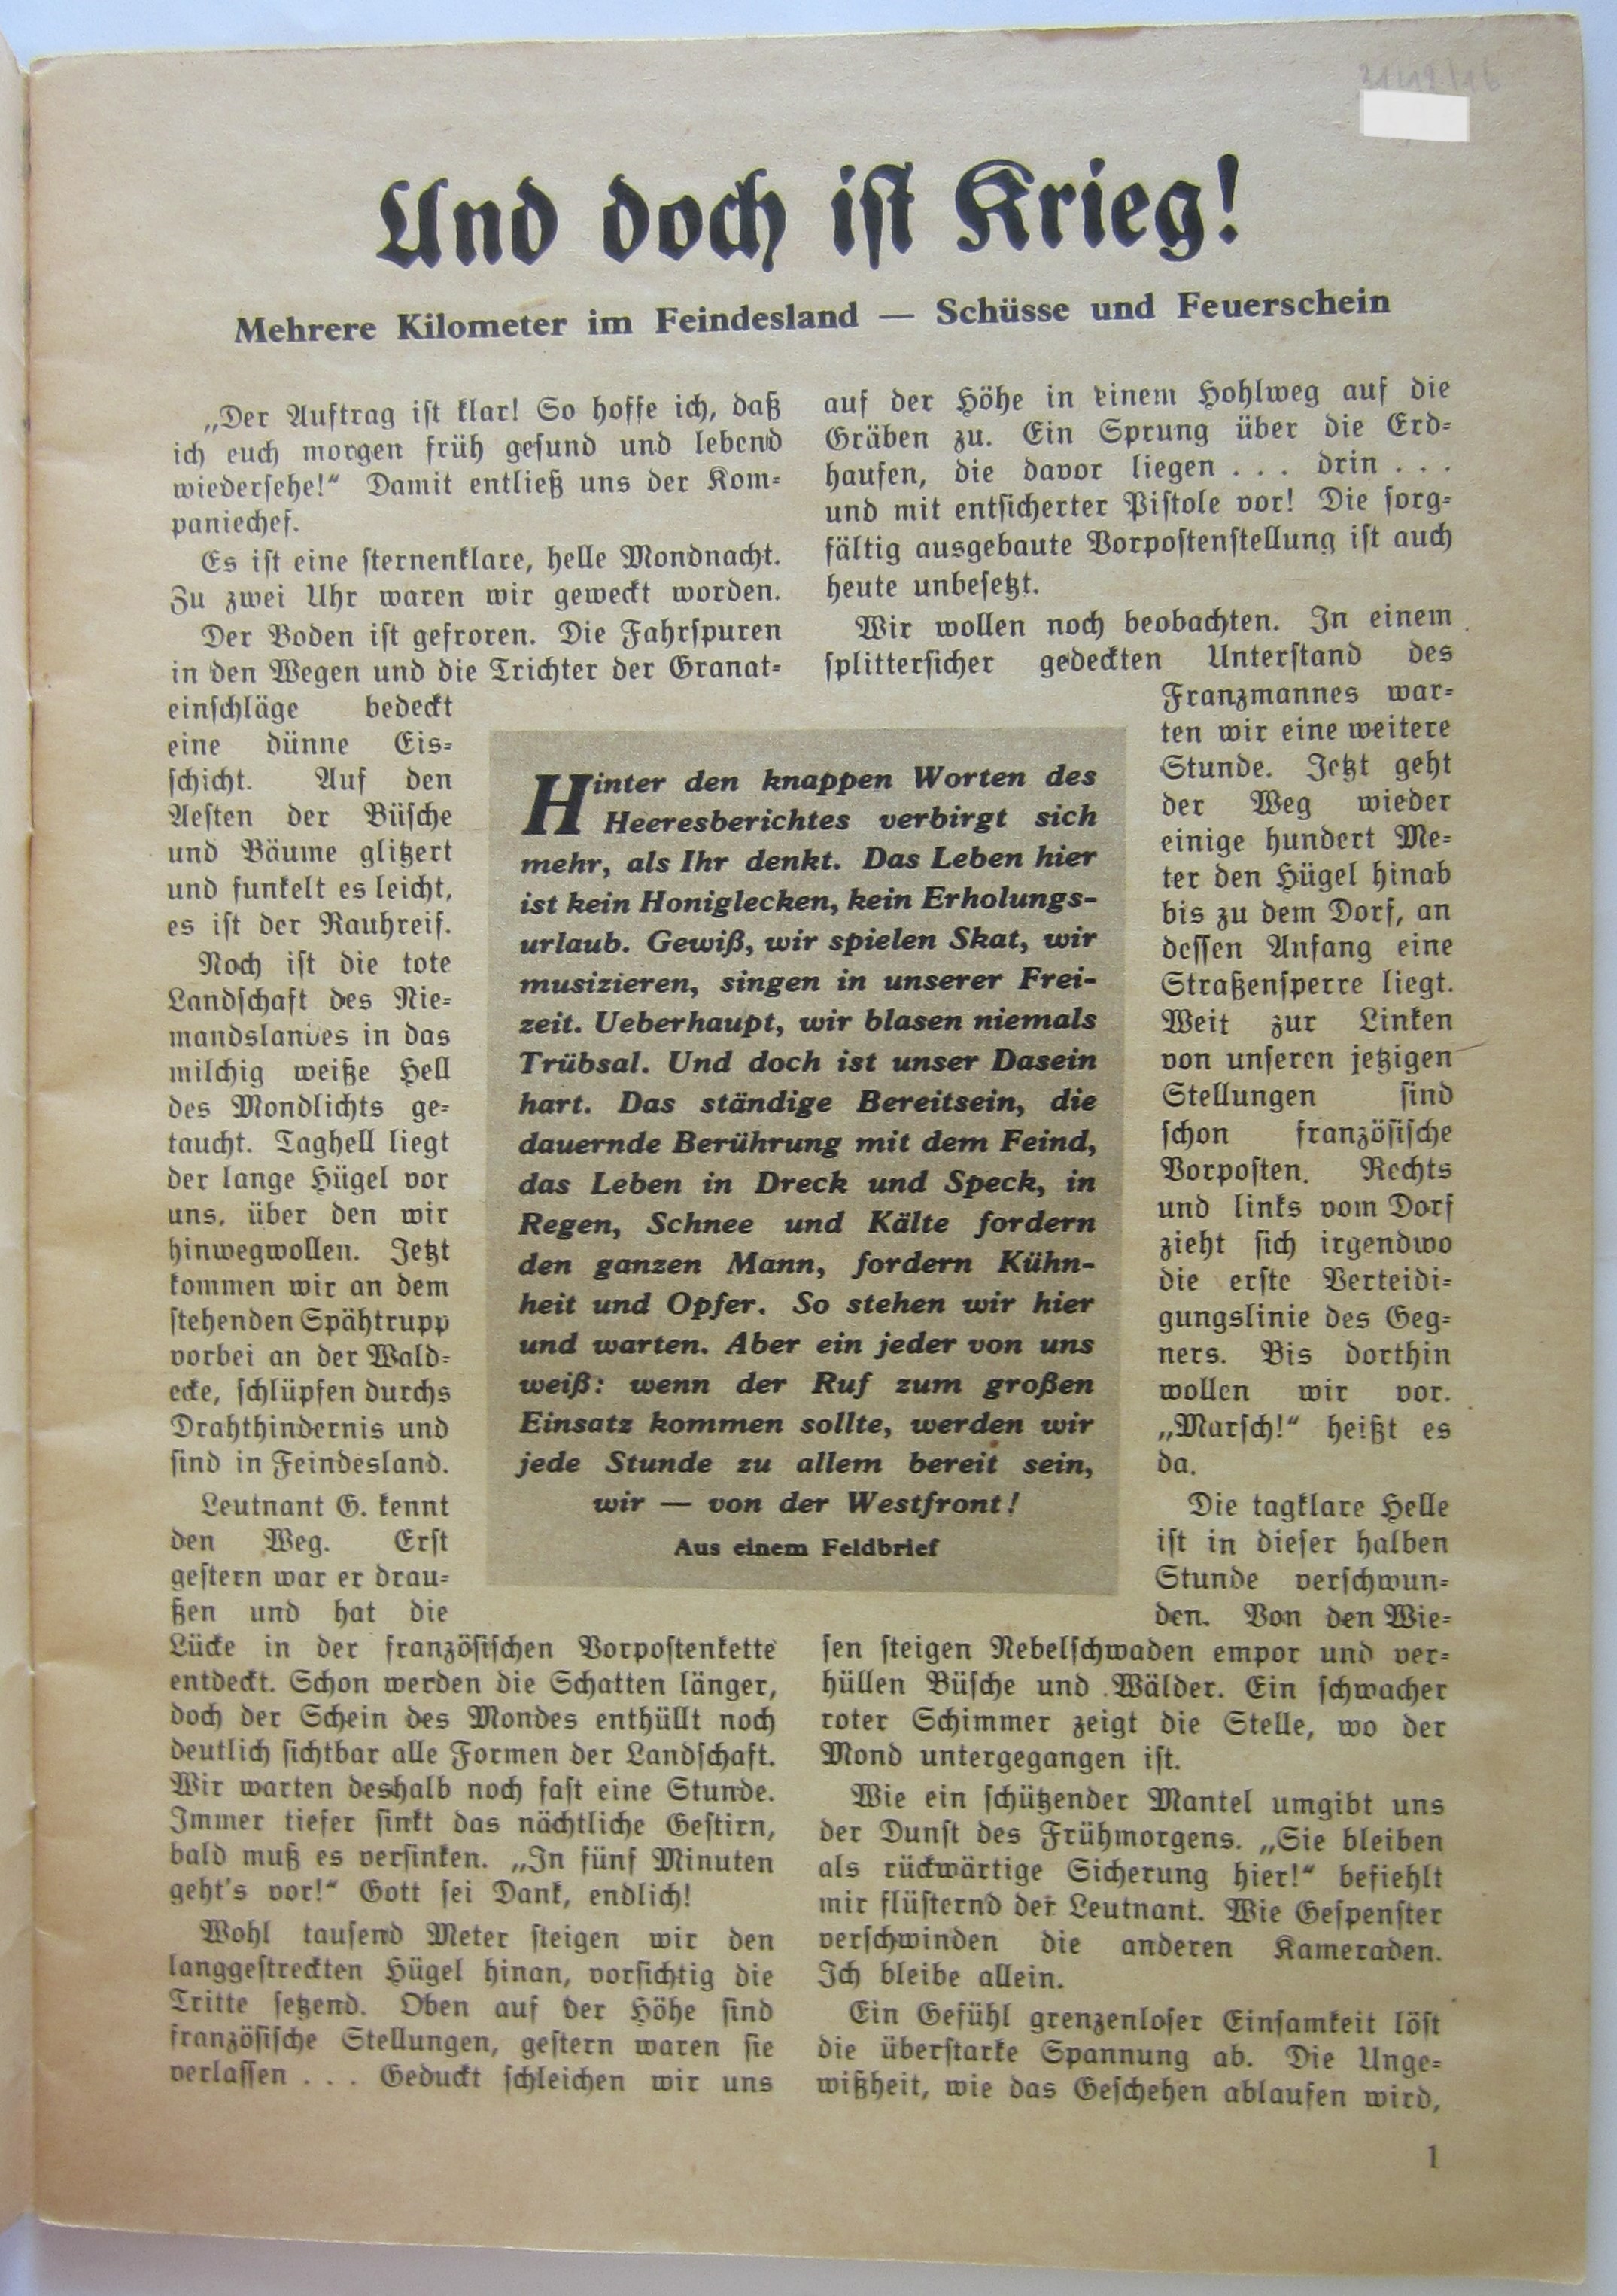 Und doch ist Krieg!
Mehrere Kilometer im Feindesland — Schüsse und Feuerschein
„Der Auftrag ist klar! So hoffe ich, daß
ich euch morgen früh gesund und lebend
wiedersehe!“ Damit entließ uns der Kom-
paniechef.
Es ist eine sternenklare, helle Mondnacht.
Zu zwei Uhr waren wir geweckt worden.
Der Boden ist gefroren. Die Fahrspuren
in den Wegen und die Trichter der Granat-
einschläge bedeckt
eine dünne Eis-
schicht. Auf den
Aesten der Büsche
und Bäume glitzert
und funkelt es leicht,
es ist der Rauhreif.
Noch ist die tote
Landschaft des Nie-
mandslandes in das
milchig weiße Hell
des Mondlichts ge-
taucht. Taghell liegt
der lange Hügel vor
uns, über den wir
hinwegwollen. Jetzt
kommen wir an dem
stehenden Spähtrupp
vorbei an der Wald-
ecke, schlüpfen durchs
Drahthindernis und
sind in Feindesland.
Leutnant G. kennt
den Weg. Erst
gestern war er drau-
ßen und hat die
Lücke in der französischen Vorpostenkette
entdeckt. Schon werden die Schatten länger,
doch der Schein des Mondes enthüllt noch
deutlich sichtbar alle Formen der Landschaft.
Wir warten deshalb noch fast eine Stunde.
Immer tiefer sinkt das nächtliche Gestirn,
bald muß es versinken. „In fünf Minuten
geht's vor!“ Gott sei Dank, endlich!
Wohl tausend Meter steigen wir den
langgestreckten Hügel hinan, vorsichtig die
Tritte setzend. Oben auf der Höhe sind
französische Stellungen, gestern waren sie
verlassen . . . Geduckt schleichen wir uns
auf der Höhe in einem Hohlweg auf die
Gräben zu. Ein Sprung über die Erd-
haufen, die davor liegen . . . drin . . .
und mit entsicherter Pistole vor! Die sorg-
fältig ausgebaute Vorpostenstellung ist auch
heute unbesetzt.
Wir wollen noch beobachten. In einem
splittersicher gedeckten Unterstand des
Franzmannes war-
ten wir eine weitere
Stunde. Jetzt geht
der Weg wieder
einige hundert Me-
ter den Hügel hinab
bis zu dem Dorf, an
dessen Anfang eine
Straßensperre liegt.
Weit zur Linken
von unseren jetzigen
Stellungen sind
schon französische
Vorposten. Rechts
und links vom Dorf
zieht sich irgendwo
die erste Verteidi-
gungslinie des Geg-
ners. Bis dorthin
wollen wir vor.
„Marsch!“ heißt es
da.
Die tagklare Helle
ist in dieser halben
Stunde verschwun-
den. Von den Wie-
sen steigen Nebelschwaden empor und ver-
hüllen Büsche und Wälder. Ein schwacher
roter Schimmer zeigt die Stelle, wo der
Mond untergegangen ist.
Wie ein schützender Mantel umgibt uns
der Dunst des Frühmorgens. „Sie bleiben
als rückwärtige Sicherung hier!“ befiehlt
mir flüsternd der Leutnant. Wie Gespenster
verschwinden die anderen Kameraden.
Ich bleibe allein.
Ein Gefühl grenzenloser Einsamkeit löst
die überstarke Spannung ab. Die Unge-
wißheit, wie das Geschehen ablaufen wird,
Hinter den knappen Worten des
Heeresberichtes verbirgt sich
mehr, als Ihr denkt. Das Leben hier
ist kein Honiglecken, kein Erholungs-
urlaub. Gewiß, wir spielen Skat, wir
musizieren, singen in unserer Frei-
zeit. Ueberhaupt, wir blasen niemals
Trübsal. Und doch ist unser Dasein
hart. Das ständige Bereitsein, die
dauernde Berührung mit dem Feind,
das Leben in Dreck und Speck, in
Regen, Schnee und Kälte fordern
den ganzen Mann, fordern Kühn-
heit und Opfer. So stehen wir hier
und warten. Aber ein jeder von uns
weiß: wenn der Ruf zum großen
Einsatz kommen sollte, werden wir
jede Stunde zu allem bereit sein,
wir — von der Westfront!
Aus einem Feldbrief
1